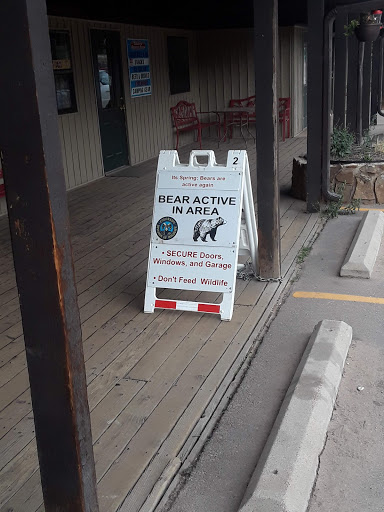 2
Its Spring: Bears are
active again
BEAR ACTIVE
IN AREA
• SECURE Doors,
Windows, and Garage
• Don't Feed Wildlife